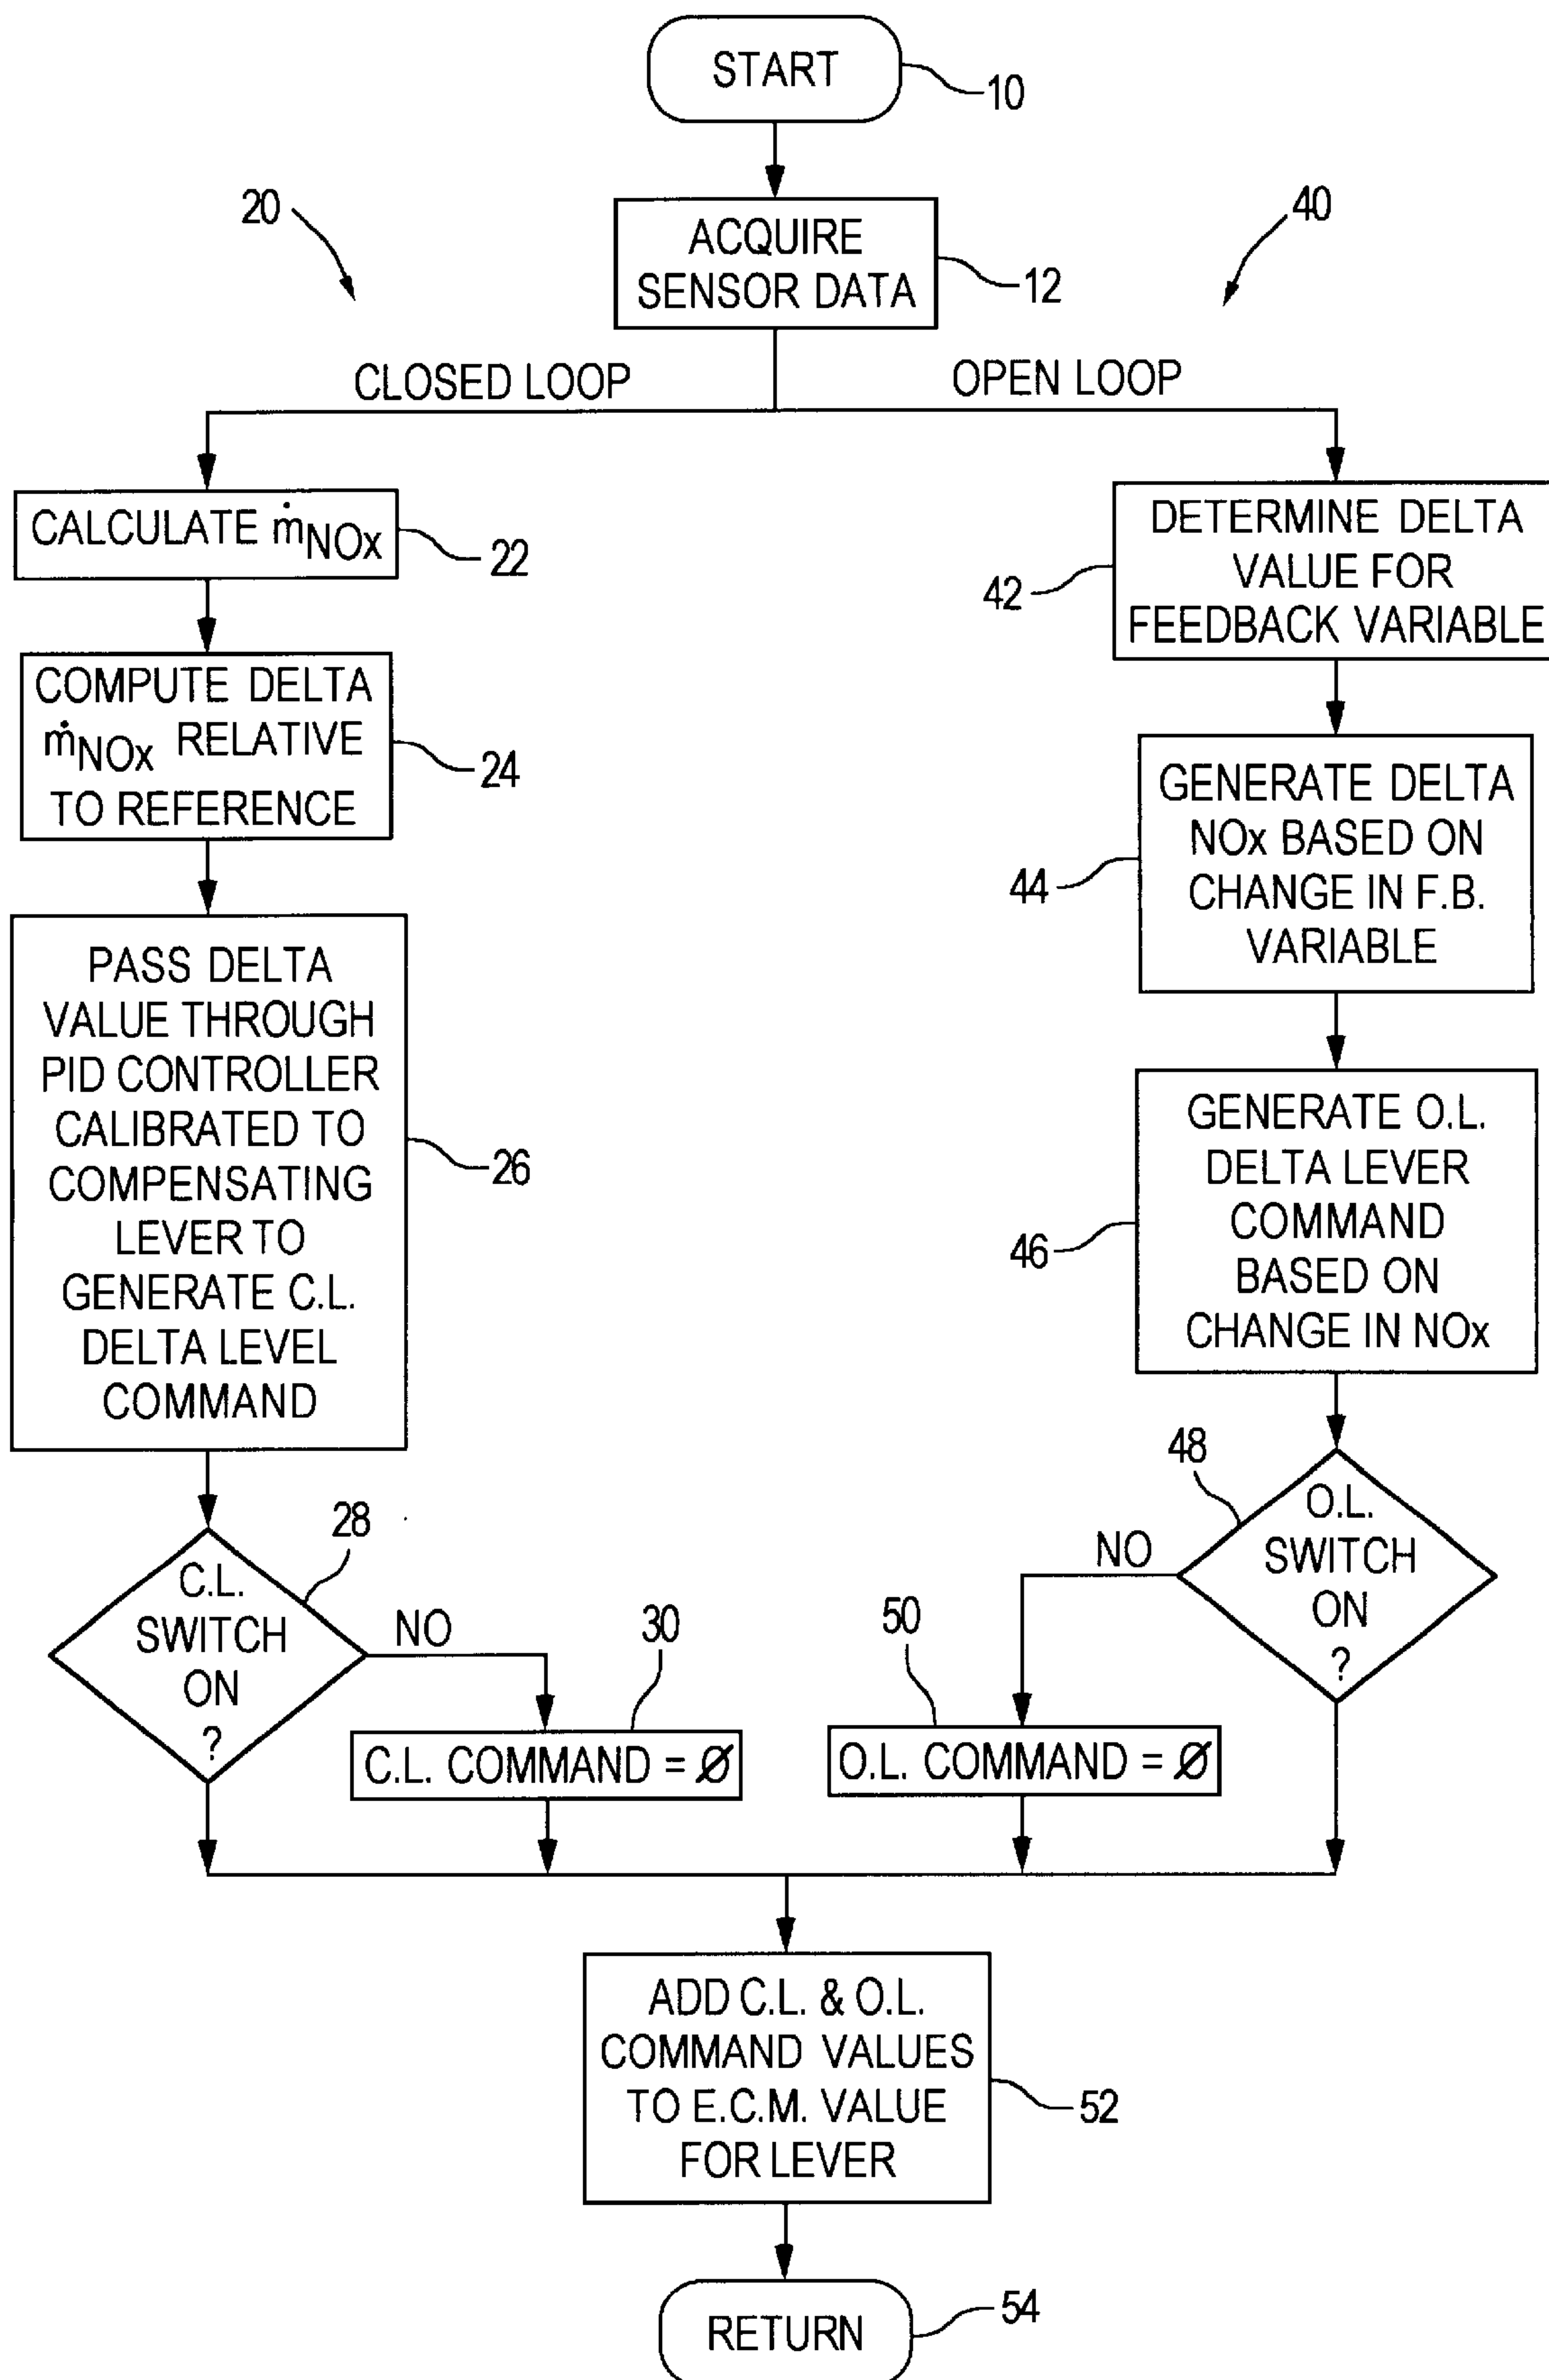 START
10
20
40
ACQUIRE
SENSOR DATA
12
CLOSED LOOP
OPEN LOOP
CALCULATE ṁNOx
22
COMPUTE DELTA
ṁNOx RELATIVE
TO REFERENCE
24
PASS DELTA
VALUE THROUGH
PID CONTROLLER
CALIBRATED TO
COMPENSATING
LEVER TO
GENERATE C.L.
DELTA LEVEL
COMMAND
26
C.L.
SWITCH
ON
?
28
NO
30
C.L. COMMAND = Ø
DETERMINE DELTA
VALUE FOR
FEEDBACK VARIABLE
42
GENERATE DELTA
NOx BASED ON
CHANGE IN F.B.
VARIABLE
44
GENERATE O.L.
DELTA LEVER
COMMAND
BASED ON
CHANGE IN NOx
46
48
O.L.
SWITCH
ON
?
NO
50
O.L. COMMAND = Ø
ADD C.L. & O.L.
COMMAND VALUES
TO E.C.M. VALUE
FOR LEVER
52
RETURN
54